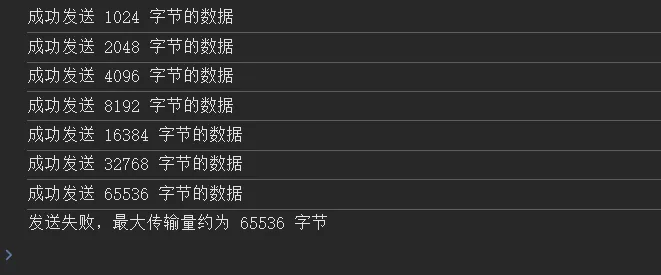 成功发送 1024 字节的数据
成功发送 2048 字节的数据
成功发送 4096 字节的数据
成功发送 8192 字节的数据
成功发送 16384 字节的数据
成功发送 32768 字节的数据
成功发送 65536 字节的数据
发送失败，最大传输量约为 65536 字节